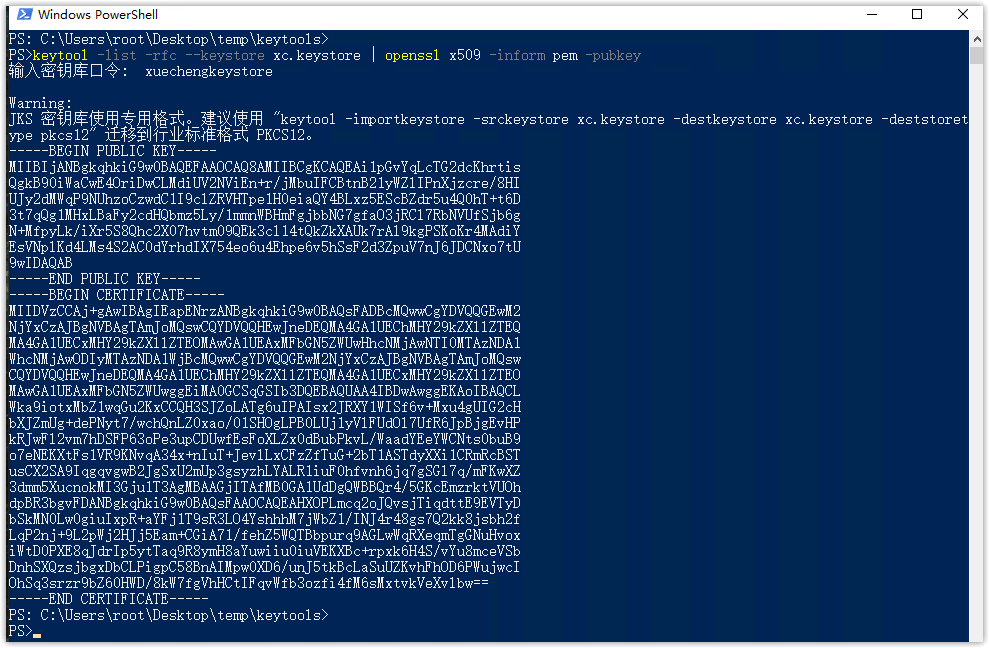 Windows PowerShell
PS: C:\Users\root\Desktop\temp\keytools>
PS>keytool -list -rfc --keystore xc.keystore | openssl x509 -inform pem -pubkey
输入密钥库口令:  xuechengkeystore
Warning:
JKS 密钥库使用专用格式。建议使用 "keytool -importkeystore -srckeystore xc.keystore -destkeystore xc.keystore -deststoret
ype pkcs12" 迁移到行业标准格式 PKCS12。
-----BEGIN PUBLIC KEY-----
MIIBIjANBgkqhkiG9w0BAQEFAAOCAQ8AMIIBCgKCAQEAi1pGvYqLcTG2dcKhrtis
QgkB90iWaCwE4OriDwCLMdiUV2NViEn+r/jMbuIFCBtnB21yWZ1IPnXjzcre/8HI
UJy2dMWqP9NUhzoCzwdC1I9c1ZRVHTpe1H0eiaQY4BLxz5EScBZdr5u4Q0hT+t6D
3t7qQg1MHxLBaFy2cdHQbmz5Ly/1mmnWBHmFgjbbNG7gfaO3jRC17RbNVUfSjb6g
N+MfpyLk/iXr5S8Qhc2X07hvtm09QEk3c114tQkZkXAUk7rA19kgPSKoKr4MAdiY
EsVNp1Kd4LMs4S2AC0dYrhdIX754eo6u4Ehpe6v5hSsF2d3ZpuV7nJ6JDCNxo7tU
9wIDAQAB
-----END PUBLIC KEY-----
-----BEGIN CERTIFICATE-----
MIIDVzCCAj+gAwIBAgIEapENrzANBgkqhkiG9w0BAQsFADBcMQwwCgYDVQQGEwM2
NjYxCzAJBgNVBAgTAmJoMQswCQYDVQQHEwJneDEQMA4GA1UEChMHY29kZX11ZTEQ
MA4GA1UECxMHY29kZX11ZTEOMAwGA1UEAxMFbGN5ZWUwHhcNMjAwNTI0MTAzNDA1
WhcNMjAwODIyMTAzNDA1WjBcMQwwCgYDVQQGEwM2NjYxCzAJBgNVBAgTAmJoMQsw
CQYDVQQHEwJneDEQMA4GA1UEChMHY29kZX11ZTEQMA4GA1UECxMHY29kZX11ZTEO
MAwGA1UEAxMFbGN5ZWUwggEiMA0GCSqGSIb3DQEBAQUAA4IBDwAwggEKAoIBAQCL
Wka9iotxMbZ1wqGu2KxCCQH3SJZoLATg6uIPAIsx2JRXY1WISf6v+Mxu4gUIG2cH
bXJZmUg+dePNyt7/wchQnLZ0xao/01SHOgLPB0LUj1yV1FUdO17UfR6JpBjgEvHP
kRJwF12vm7hDSFP63oPe3upCDUwfEsFoXLZx0dBubPkvL/WaadYEeYWCNts0buB9
o7eNEKXtFs1VR9KNvqA34x+nIuT+Jev1LxCFzZfTuG+2bT1ASTdyXXi1CRmRcBST
usCX2SA9IqgqvgwB2JgSxU2mUp3gsyzhLYALR1iuF0hfvnh6jq7gSG17q/mFKwXZ
3dmm5XucnokMI3Gju1T3AgMBAAGjITAfMB0GA1UdDgQWBBQr4/5GKcEmzrktVUOh
dpBR3bgvFDANBgkqhkiG9w0BAQsFAAOCAQEAHXOPLmcq2oJQvsjTiqdttE9EVTyD
bSkMN0Lw0giuIxpR+aYFj1T9sR3LO4YshhhM7jWbZ1/INJ4r48gs7Q2kk8jsbh2f
LqP2nj+9L2pWj2HJj5Eam+CGiA71/fehZ5WQTBbpurq9AGLwWqRXeqmTgGNuHvox
iWtD0PXE8qJdrIp5ytTaq9R8ymH8aYuwiiu0iuVEKXBc+rpxk6H4S/vYu8mceVSb
DnhSXQzsjbgxDbCLPigpC58BnAIMpw0XD6/unJ5tkBcLaSuUZKvhFhOD6PWujwcI
OhSq3srzr9bZ60HWD/8kW7fgVhHCtIFqvWfb3ozfi4fM6sMxtvkVeXv1bw==
-----END CERTIFICATE-----
PS: C:\Users\root\Desktop\temp\keytools>
PS>